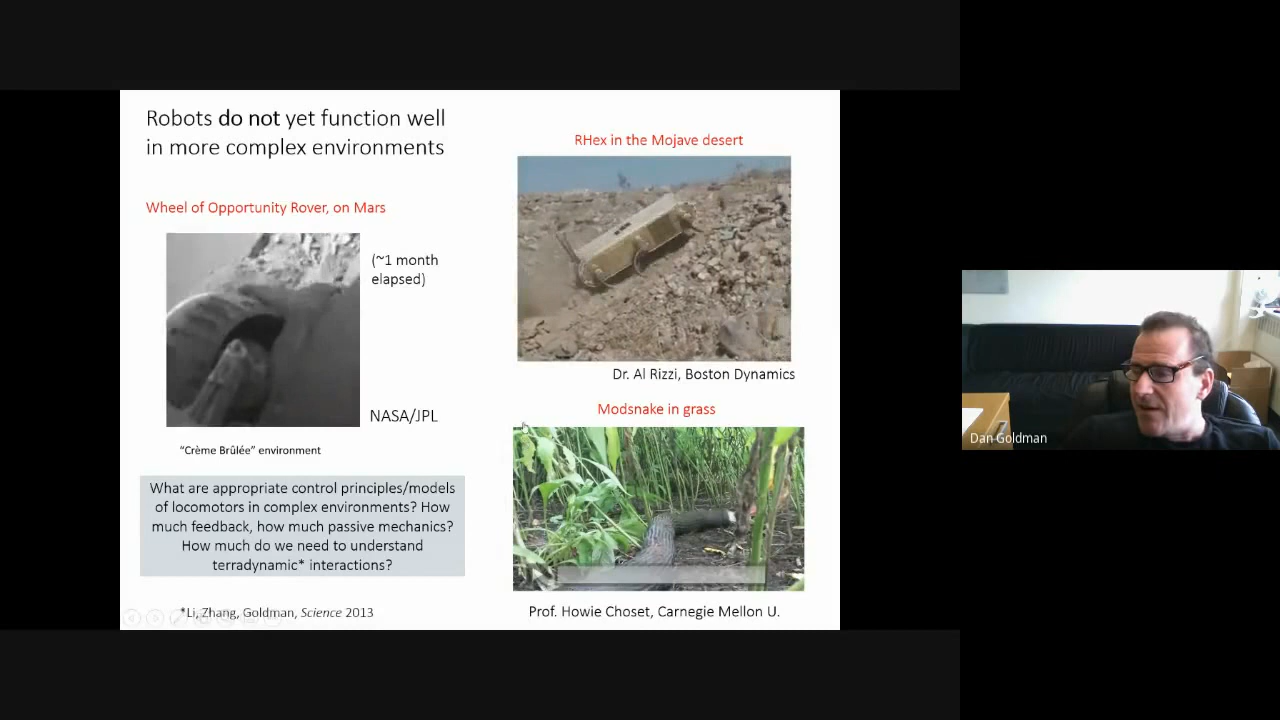 Robots do not yet function well
in more complex environments
Wheel of Opportunity Rover, on Mars
(~1 month
elapsed)
NASA/JPL
“Crème Brûlée” environment
What are appropriate control principles/models
of locomotors in complex environments? How
much feedback, how much passive mechanics?
How much do we need to understand
terradynamic* interactions?
*Li, Zhang, Goldman, Science 2013
RHex in the Mojave desert
Dr. Al Rizzi, Boston Dynamics
Modsnake in grass
Prof. Howie Choset, Carnegie Mellon U.
Dan Goldman